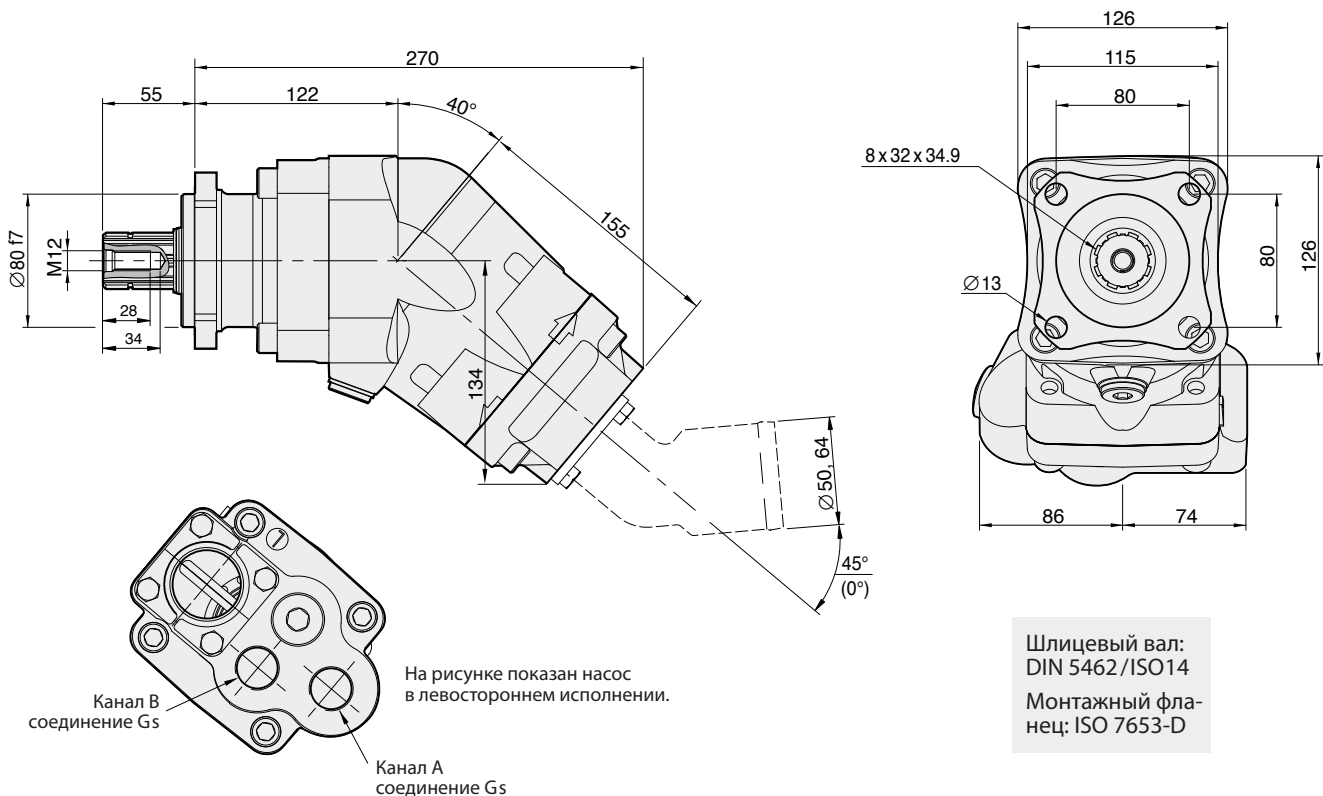 270
55
122
40°
155
Ø80 f7
M12
28
34
134
Ø50, 64
45°
(0°)
126
115
80
8 x 32 x 34.9
80
126
Ø13
86
74
На рисунке показан насос
в левостороннем исполнении.
Канал B
соединение Gs
Канал A
соединение Gs
Шлицевый вал:
DIN 5462/ISO14
Монтажный фла-
нец: ISO 7653-D